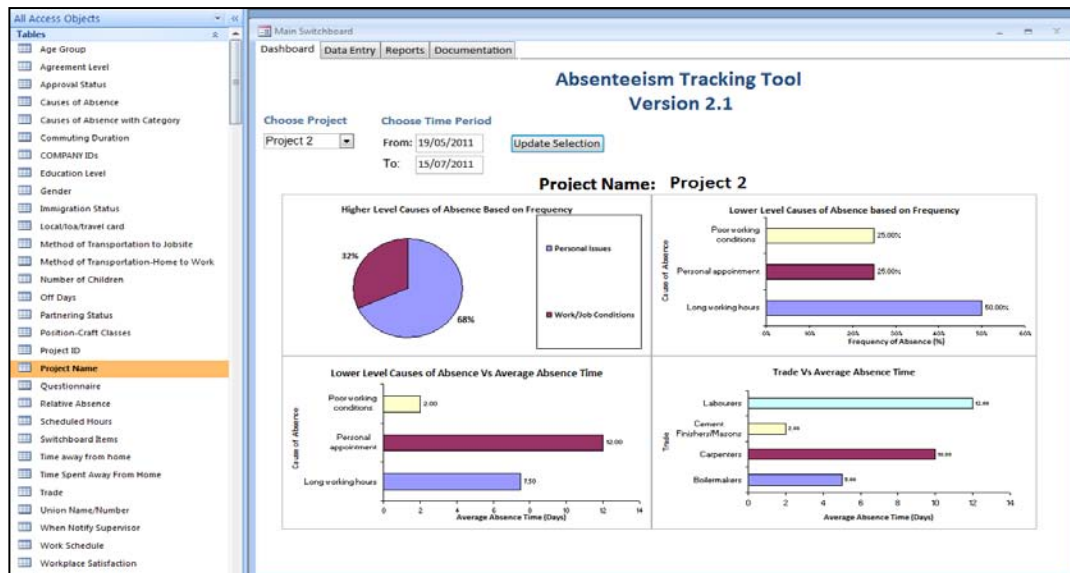 All Access Objects
Tables
Age Group
Agreement Level
Approval Status
Causes of Absence
Causes of Absence with Category
Commuting Duration
COMPANY IDs
Education Level
Gender
Immigration Status
Local/loa/travel card
Method of Transportation to Jobsite
Method of Transportation-Home to Work
Number of Children
Off Days
Partnering Status
Position-Craft Classes
Project ID
Project Name
Questionnaire
Relative Absence
Scheduled Hours
Switchboard Items
Time away from home
Time Spent Away From Home
Trade
Union Name/Number
When Notify Supervisor
Work Schedule
Workplace Satisfaction
Main Switchboard
Dashboard Data Entry Reports Documentation
Absenteeism Tracking Tool
Version 2.1
Choose Project Choose Time Period
Project 2 From: 19/05/2011 Update Selection
To: 15/07/2011
Project Name: Project 2
Higher Level Causes of Absence Based on Frequency
32%
68%
Personal Issues
Work/Job Conditions
Lower Level Causes of Absence based on Frequency
Cause of Absence
Poor working
conditions
25.00%
Personal appointment
25.00%
Long working hours
50.00%
0% 10% 20% 30% 40% 50% 60%
Frequency of Absence (%)
Lower Level Causes of Absence Vs Average Absence Time
Cause of Absence
Poor working
conditions
2.00
Personal
appointment
12.00
Long working hours
7.50
0 2 4 6 8 10 12 14
Average Absence Time (Days)
Trade Vs Average Absence Time
Trade
Labourers
12.00
Cement
Finishers/Mazons
2.00
Carpenters
10.00
Boilermakers
5.00
0 2 4 6 8 10 12 14
Average Absence Time (Days)